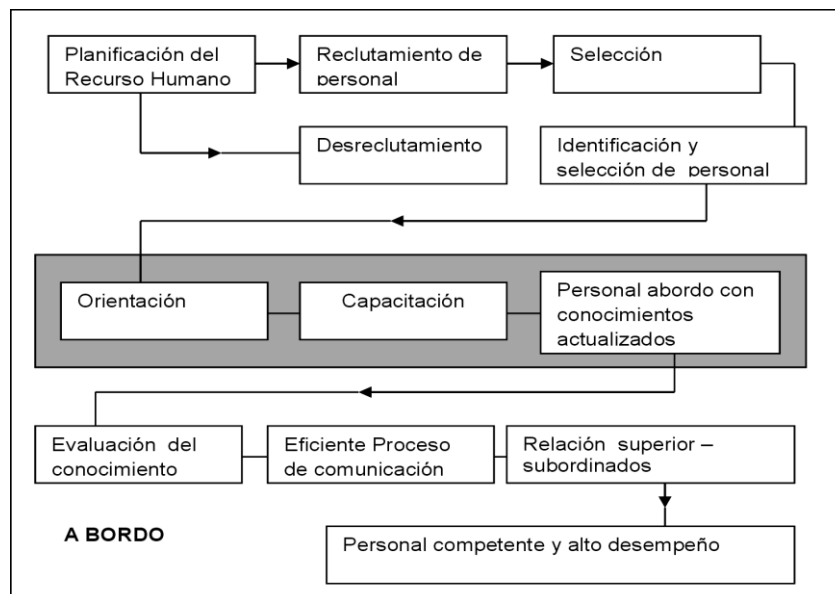 Planificación del
Recurso Humano
Reclutamiento de
personal
Selección
Desreclutamiento
Identificación y
selección de personal
Orientación
Capacitación
Personal abordo con
conocimientos
actualizados
Evaluación del
conocimiento
Eficiente Proceso
de comunicación
Relación superior –
subordinados
A BORDO
Personal competente y alto desempeño